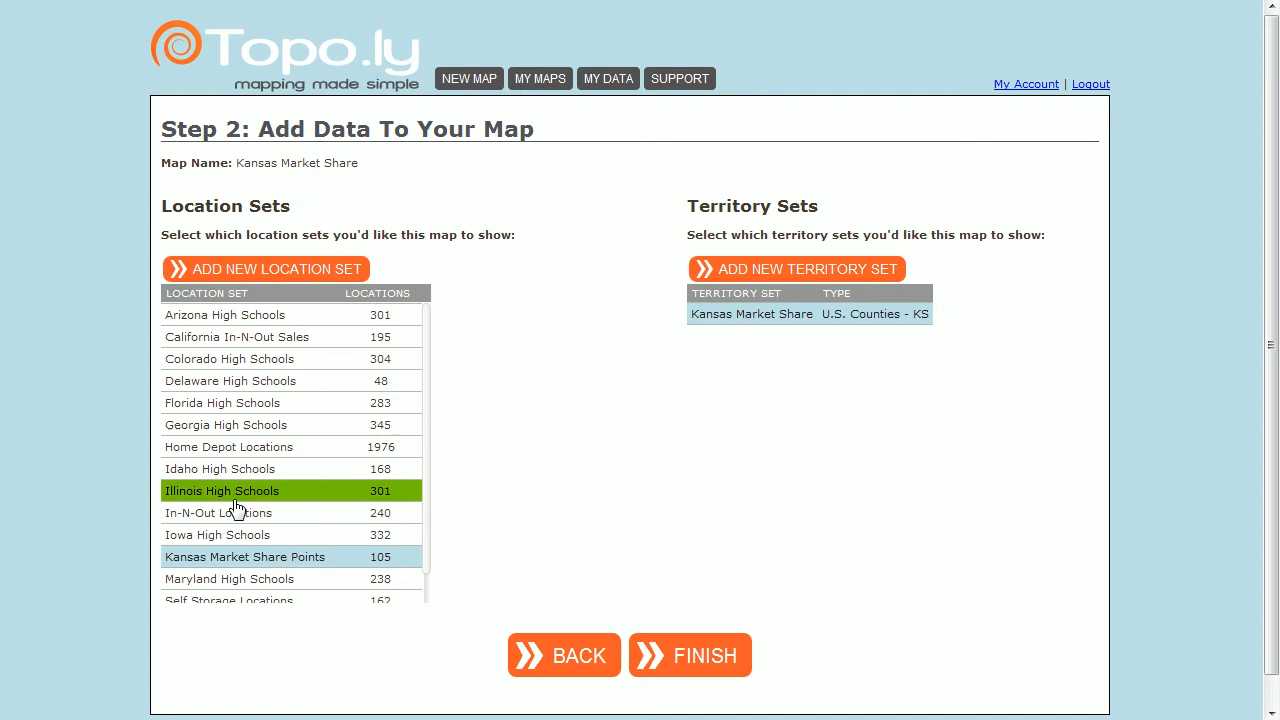 Topo.ly
mapping made simple
NEW MAP MY MAPS MY DATA SUPPORT
My Account | Logout
Step 2: Add Data To Your Map
Map Name: Kansas Market Share
Location Sets
Select which location sets you'd like this map to show:
ADD NEW LOCATION SET
LOCATION SET LOCATIONS
Arizona High Schools 301
California In-N-Out Sales 195
Colorado High Schools 304
Delaware High Schools 48
Florida High Schools 283
Georgia High Schools 345
Home Depot Locations 1976
Idaho High Schools 168
Illinois High Schools 301
In-N-Out Locations 240
Iowa High Schools 332
Kansas Market Share Points 105
Maryland High Schools 238
Self Storage Locations 162
Territory Sets
Select which territory sets you'd like this map to show:
ADD NEW TERRITORY SET
TERRITORY SET TYPE
Kansas Market Share U.S. Counties - KS
BACK FINISH